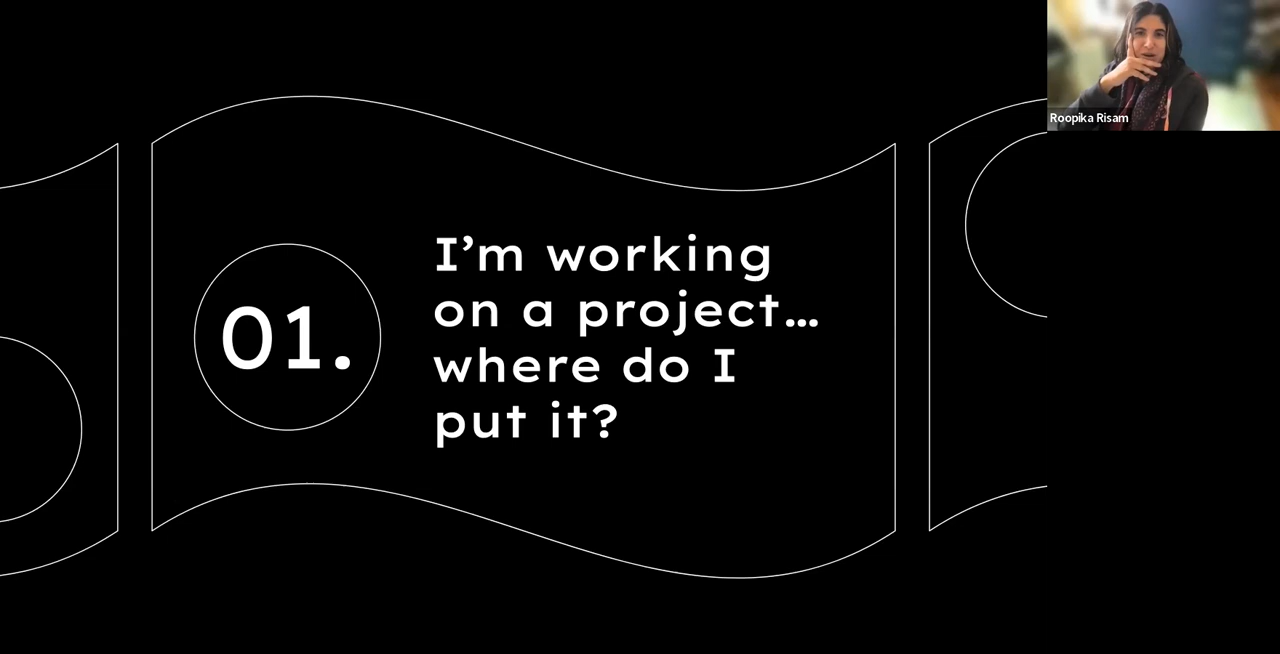 Roopika Risam
01.
I’m working
on a project…
where do I
put it?